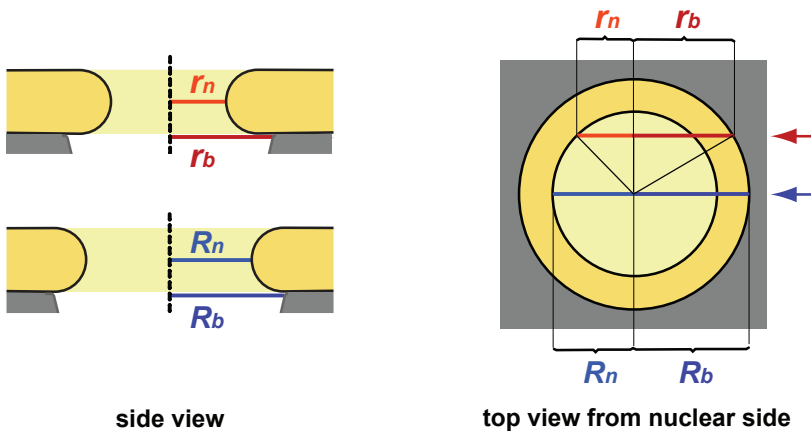 rn
rb
Rn
Rb
side view
rn rb
Rn Rb
top view from nuclear side